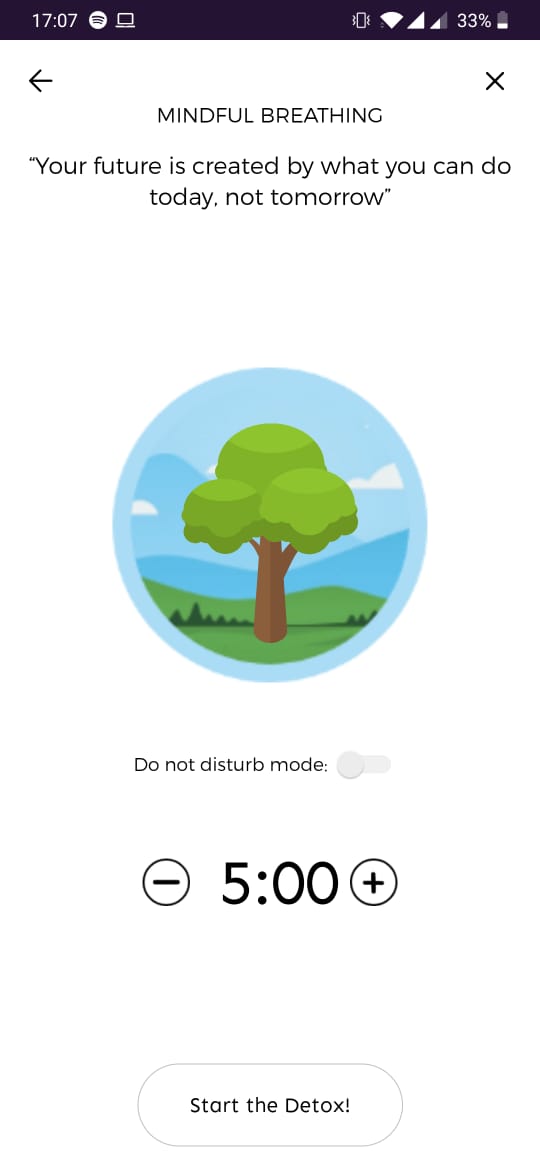 17:07
33%
MINDFUL BREATHING
“Your future is created by what you can do
today, not tomorrow”
Do not disturb mode:
5:00
Start the Detox!